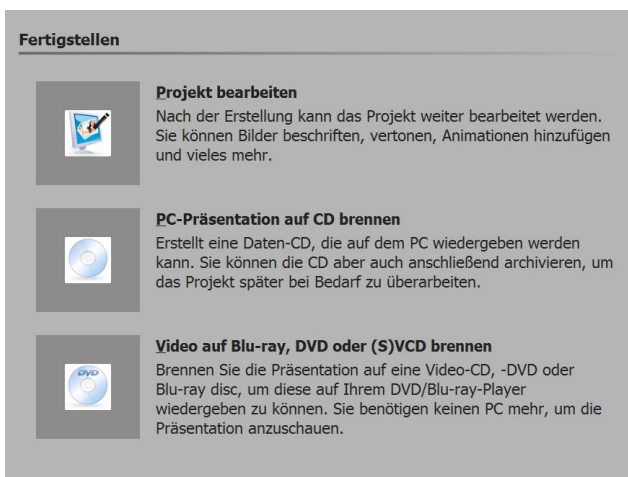 Fertigstellen
Projekt bearbeiten
Nach der Erstellung kann das Projekt weiter bearbeitet werden.
Sie können Bilder beschriften, vertonen, Animationen hinzufügen
und vieles mehr.
PC-Präsentation auf CD brennen
Erstellt eine Daten-CD, die auf dem PC wiedergeben werden
kann. Sie können die CD aber auch anschließend archivieren, um
das Projekt später bei Bedarf zu überarbeiten.
Video auf Blu-ray, DVD oder (S)VCD brennen
DVD
Brennen Sie die Präsentation auf eine Video-CD, -DVD oder
Blu-ray disc, um diese auf Ihrem DVD/Blu-ray-Player
wiedergeben zu können. Sie benötigen keinen PC mehr, um die
Präsentation anzuschauen.